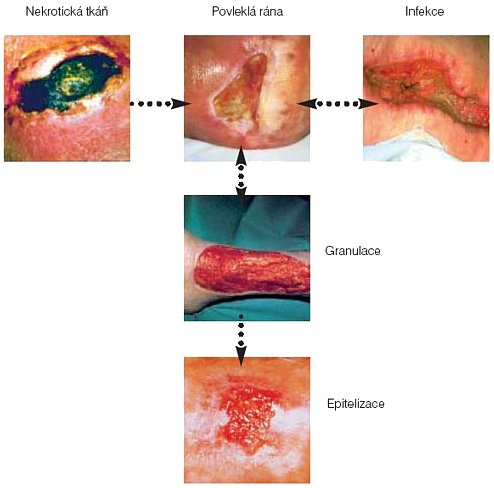 Nekrotická tkáň
Povleklá rána
Infekce
Granulace
Epitelizace